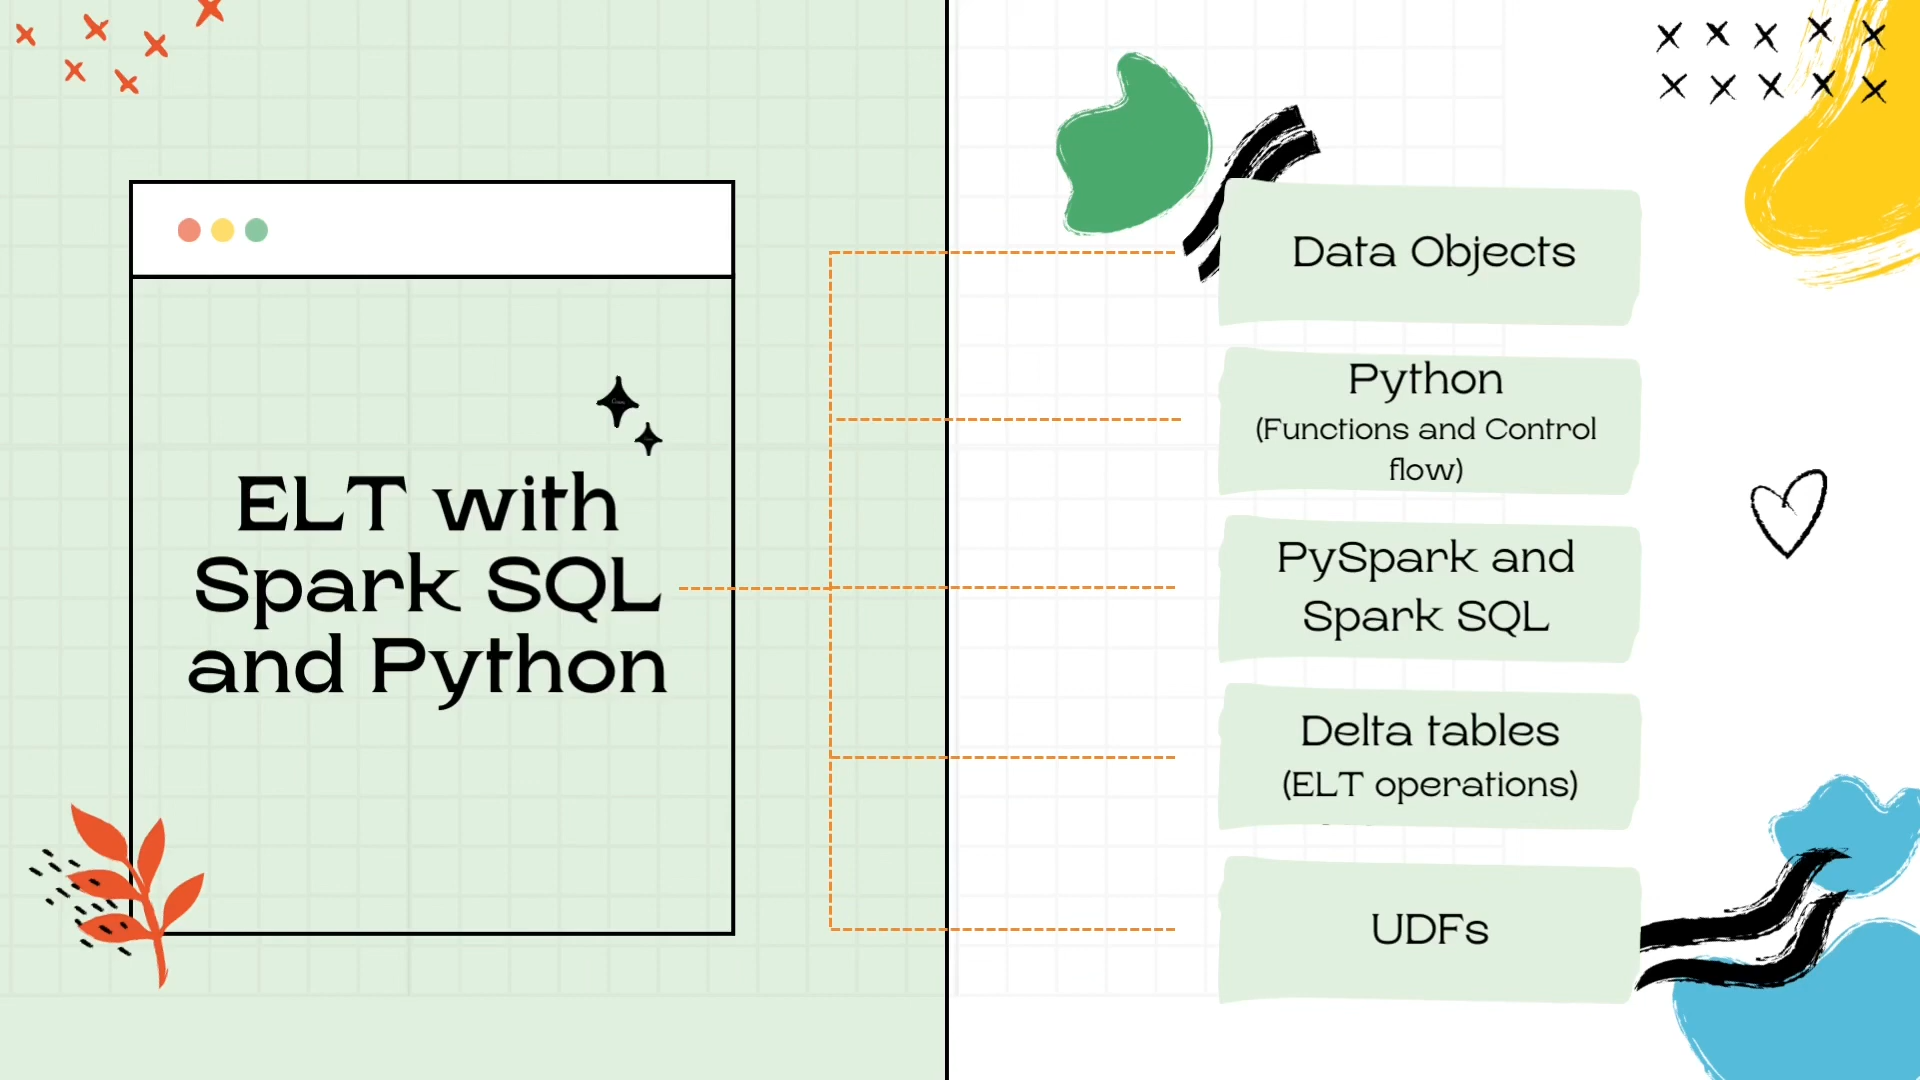 ELT with
Spark SQL
and Python
Data Objects
Python
(Functions and Control
flow)
PySpark and
Spark SQL
Delta tables
(ELT operations)
UDFs